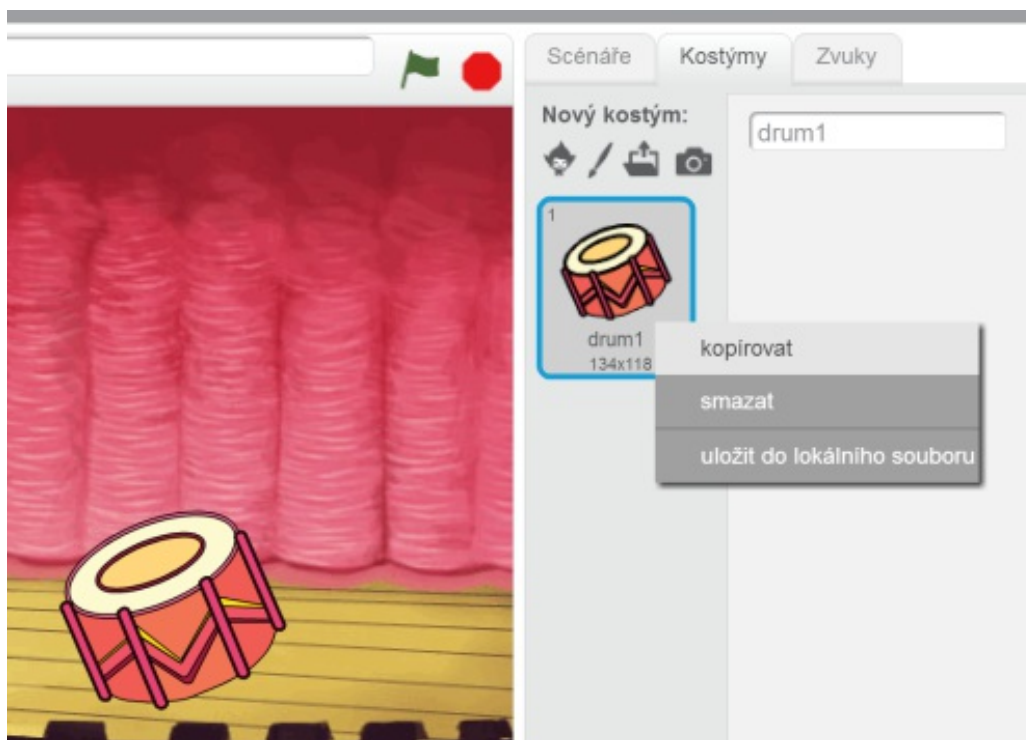 Scénáře Kostýmy Zvuky
Nový kostým:
drum1
1
drum1
134x118
kopírovat
smazat
uložit do lokálního souboru